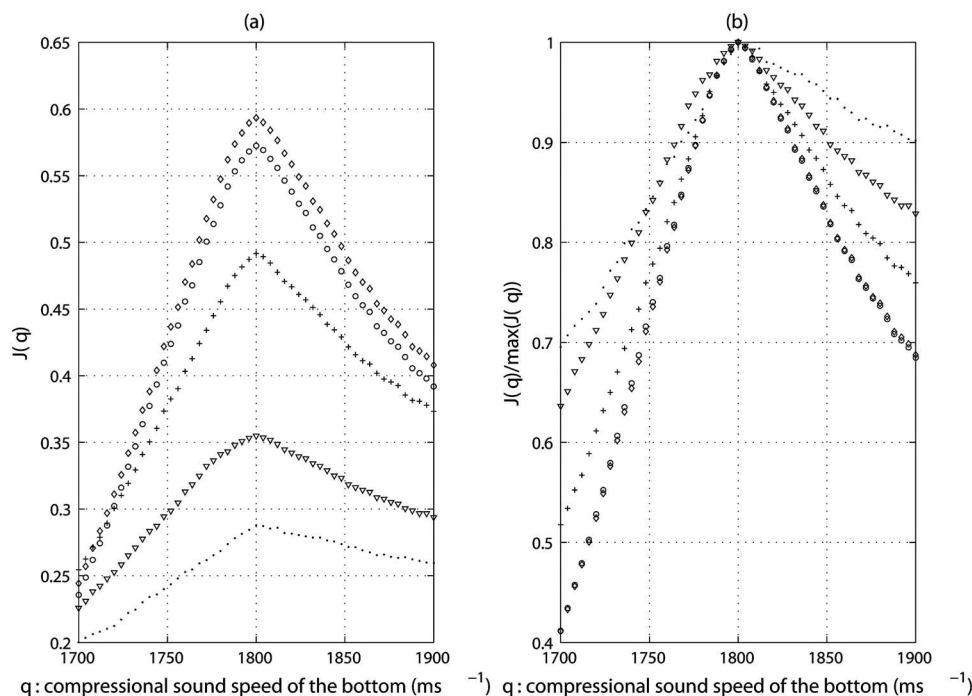 (a)
0.65
0.6
0.55
0.5
0.45
0.4
0.35
0.3
0.25
0.2
J( q)
1700 1750 1800 1850 1900
q : compressional sound speed of the bottom (ms −1)
(b)
1
0.9
0.8
0.7
0.6
0.5
0.4
J( q)/max(J( q))
1700 1750 1800 1850 1900
q : compressional sound speed of the bottom (ms −1)